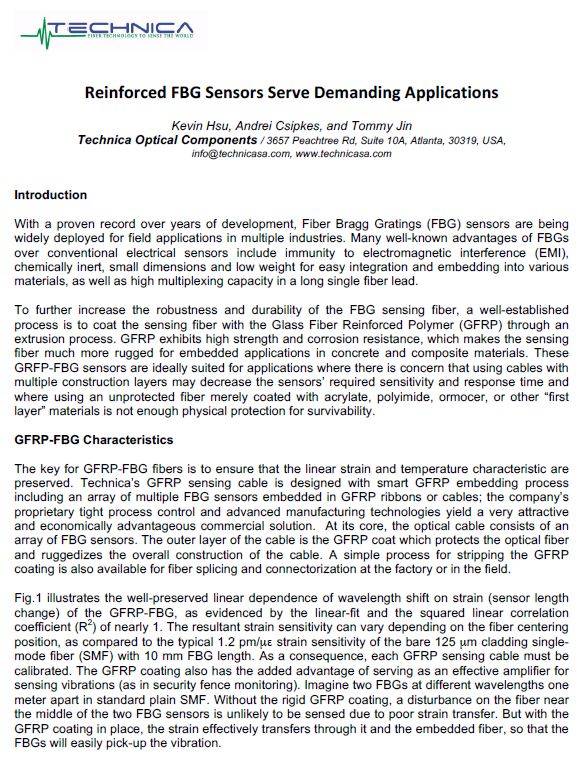 TECHNICA
FIBER TECHNOLOGY TO SENSE THE WORLD
Reinforced FBG Sensors Serve Demanding Applications
Kevin Hsu, Andrei Csipkes, and Tommy Jin
Technica Optical Components / 3657 Peachtree Rd, Suite 10A, Atlanta, 30319, USA,
info@technicasa.com, www.technicasa.com
Introduction
With a proven record over years of development, Fiber Bragg Gratings (FBG) sensors are being
widely deployed for field applications in multiple industries. Many well-known advantages of FBGs
over conventional electrical sensors include immunity to electromagnetic interference (EMI),
chemically inert, small dimensions and low weight for easy integration and embedding into various
materials, as well as high multiplexing capacity in a long single fiber lead.
To further increase the robustness and durability of the FBG sensing fiber, a well-established
process is to coat the sensing fiber with the Glass Fiber Reinforced Polymer (GFRP) through an
extrusion process. GFRP exhibits high strength and corrosion resistance, which makes the sensing
fiber much more rugged for embedded applications in concrete and composite materials. These
GRFP-FBG sensors are ideally suited for applications where there is concern that using cables with
multiple construction layers may decrease the sensors' required sensitivity and response time and
where using an unprotected fiber merely coated with acrylate, polyimide, ormocer, or other “first
layer” materials is not enough physical protection for survivability.
GFRP-FBG Characteristics
The key for GFRP-FBG fibers is to ensure that the linear strain and temperature characteristic are
preserved. Technica's GFRP sensing cable is designed with smart GFRP embedding process
including an array of multiple FBG sensors embedded in GFRP ribbons or cables; the company's
proprietary tight process control and advanced manufacturing technologies yield a very attractive
and economically advantageous commercial solution. At its core, the optical cable consists of an
array of FBG sensors. The outer layer of the cable is the GFRP coat which protects the optical fiber
and ruggedizes the overall construction of the cable. A simple process for stripping the GFRP
coating is also available for fiber splicing and connectorization at the factory or in the field.
Fig.1 illustrates the well-preserved linear dependence of wavelength shift on strain (sensor length
change) of the GFRP-FBG, as evidenced by the linear-fit and the squared linear correlation
coefficient (R²) of nearly 1. The resultant strain sensitivity can vary depending on the fiber centering
position, as compared to the typical 1.2 pm/με strain sensitivity of the bare 125 μm cladding single-
mode fiber (SMF) with 10 mm FBG length. As a consequence, each GFRP sensing cable must be
calibrated. The GFRP coating also has the added advantage of serving as an effective amplifier for
sensing vibrations (as in security fence monitoring). Imagine two FBGs at different wavelengths one
meter apart in standard plain SMF. Without the rigid GFRP coating, a disturbance on the fiber near
the middle of the two FBG sensors is unlikely to be sensed due to poor strain transfer. But with the
GFRP coating in place, the strain effectively transfers through it and the embedded fiber, so that the
FBGs will easily pick-up the vibration.